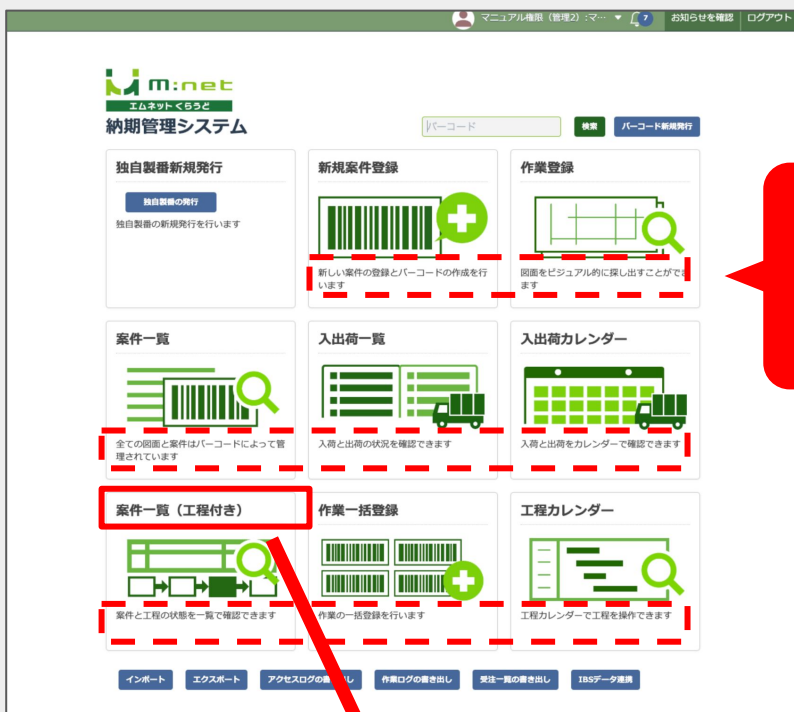 マニュアル権限（管理2）:マ… ▼ 7 お知らせを確認 ログアウト
m:net
エムネットくらうど
納期管理システム
バーコード 検索 バーコード新規発行
独自製番新規発行
独自製番の発行
独自製番の新規発行を行います
新規案件登録
新しい案件の登録とバーコードの作成を行
います
作業登録
図面をビジュアル的に探し出すことができ
ます
案件一覧
全ての図面と案件はバーコードによって管
理されています
入出荷一覧
入荷と出荷の状況を確認できます
入出荷カレンダー
入荷と出荷をカレンダーで確認できます
案件一覧（工程付き）
案件と工程の状態を一覧で確認できます
作業一括登録
作業の一括登録を行います
工程カレンダー
工程カレンダーで工程を操作できます
インポート エクスポート アクセスログの書き出し 作業ログの書き出し 受注一覧の書き出し IBSデータ連携